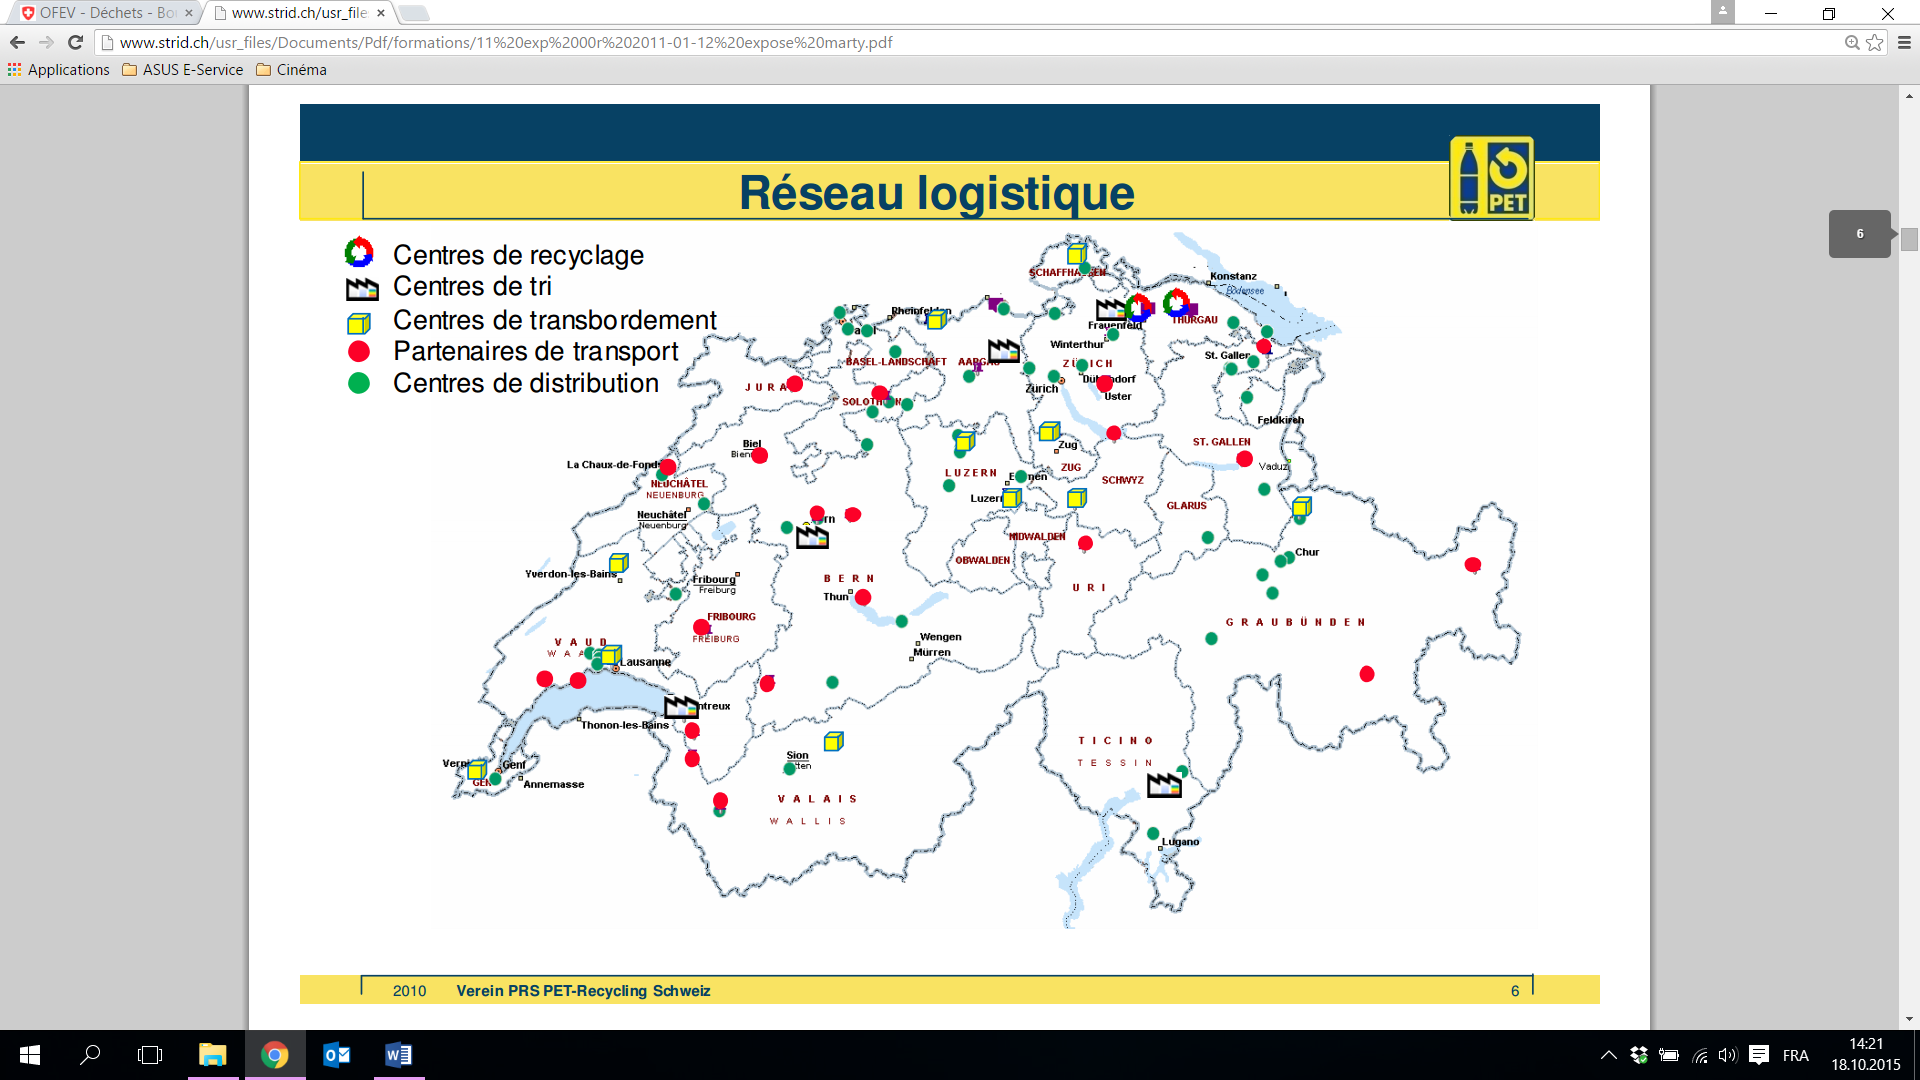 OFEV - Déchets - Bo
www.strid.ch/usr_file
www.strid.ch/usr_files/Documents/Pdf/formations/11%20exp%2000r%202011-01-12%20expose%20marty.pdf
Applications
ASUS E-Service
Cinéma
PET
Réseau logistique
6
Centres de recyclage
Centres de tri
Centres de transbordement
Partenaires de transport
Centres de distribution
SCHAFFHAUSEN
Konstanz
Bodensee
Rheinfelden
Frauenfeld
THURGAU
Winterthur
St. Gallen
BASEL-LANDSCHAFT
AARGAU
ZÜRICH
JURA
Zürich
Dübendorf
Uster
SOLOTHURN
Feldkirch
Biel
Zug
ST. GALLEN
La Chaux-de-Fonds
Vaduz
LUZERN
ZUG
SCHWYZ
NEUCHÂTEL
NEUENBURG
Emmen
Luzern
GLARUS
Neuchâtel
Neuenburg
NIDWALDEN
Chur
OBWALDEN
Yverdon-les-Bains
Fribourg
Freiburg
BERN
URI
Thun
FRIBOURG
FREIBURG
GRAUBÜNDEN
VAUD
Wengen
Mürren
Lausanne
ntreux
Thonon-les-Bains
TICINO
TESSIN
Sion
Genf
Annemasse
VALAIS
WALLIS
Lugano
2010
Verein PRS PET-Recycling Schweiz
6
FRA
14:21
18.10.2015